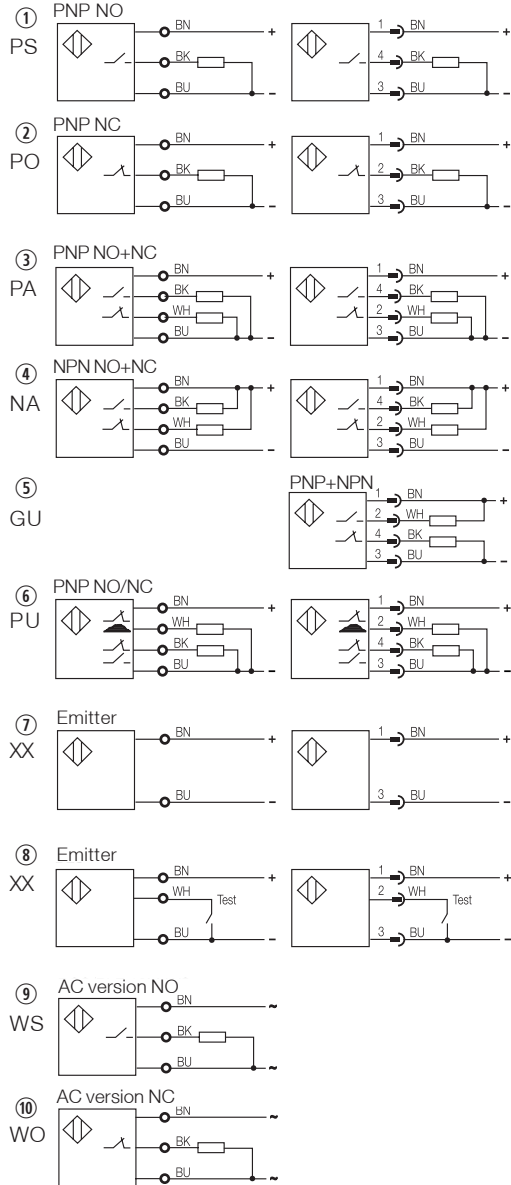 ① PNP NO
PS
BN +
BK
BU -
1 BN +
4 BK
3 BU -
② PNP NC
PO
BN +
BK
BU -
1 BN +
2 BK
3 BU -
③ PNP NO+NC
PA
BN +
BK
WH
BU -
1 BN +
4 BK
2 WH
3 BU -
④ NPN NO+NC
NA
BN +
BK
WH
BU -
1 BN +
4 BK
2 WH
3 BU -
⑤
GU
PNP+NPN
1 BN +
2 WH
4 BK
3 BU -
⑥ PNP NO/NC
PU
BN +
WH
BK
BU -
1 BN +
2 WH
4 BK
3 BU -
⑦ Emitter
XX
BN +
BU -
1 BN +
3 BU -
⑧ Emitter
XX
BN +
WH
Test
BU -
1 BN +
2 WH
Test
3 BU -
⑨ AC version NO
WS
BN ~
BK
BU ~
⑩ AC version NC
WO
BN ~
BK
BU ~